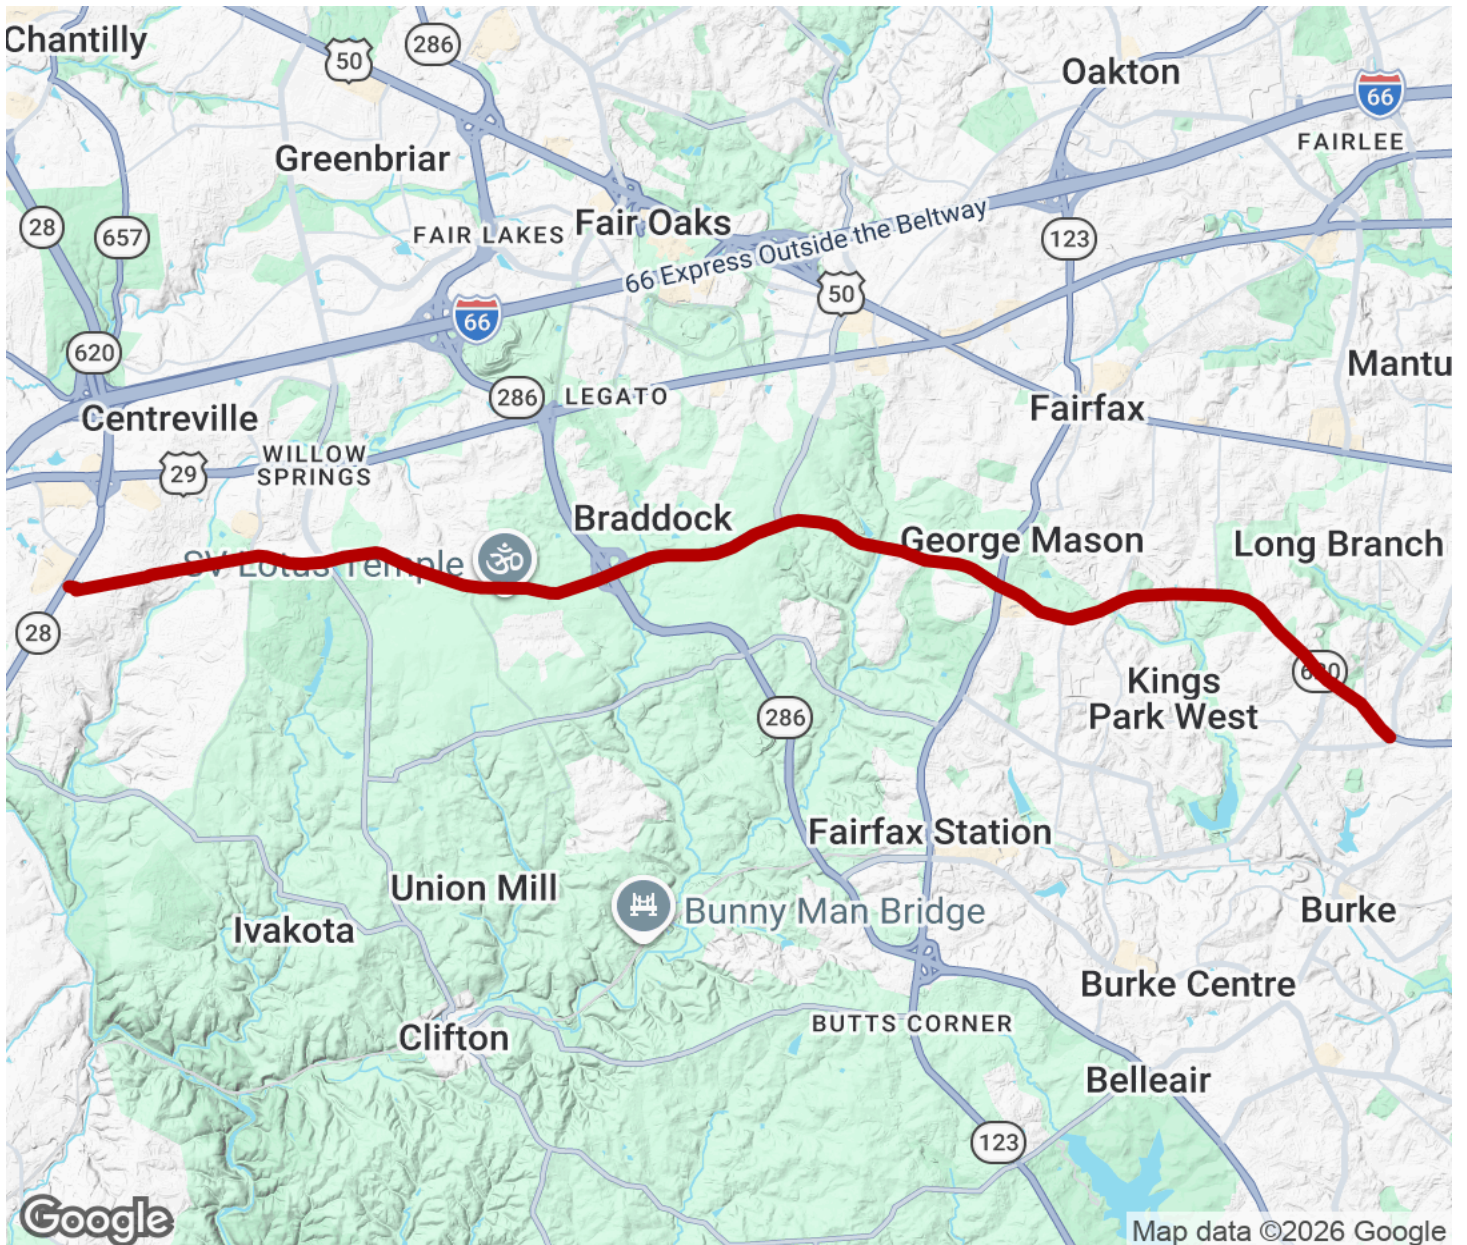 Chantilly
286
50
Oakton
66
FAIRLEE
Greenbriar
28
657
FAIR LAKES
Fair Oaks
66 Express Outside the Beltway
123
50
66
620
Mantu
286
LEGATO
Centreville
Fairfax
WILLOW
SPRINGS
29
Braddock
George Mason
Long Branch
SV Lotus Temple
28
Kings
Park West
286
Fairfax Station
Union Mill
Bunny Man Bridge
Ivakota
Burke
Burke Centre
Clifton
BUTTS CORNER
Belleair
123
Google
Map data ©2026 Google